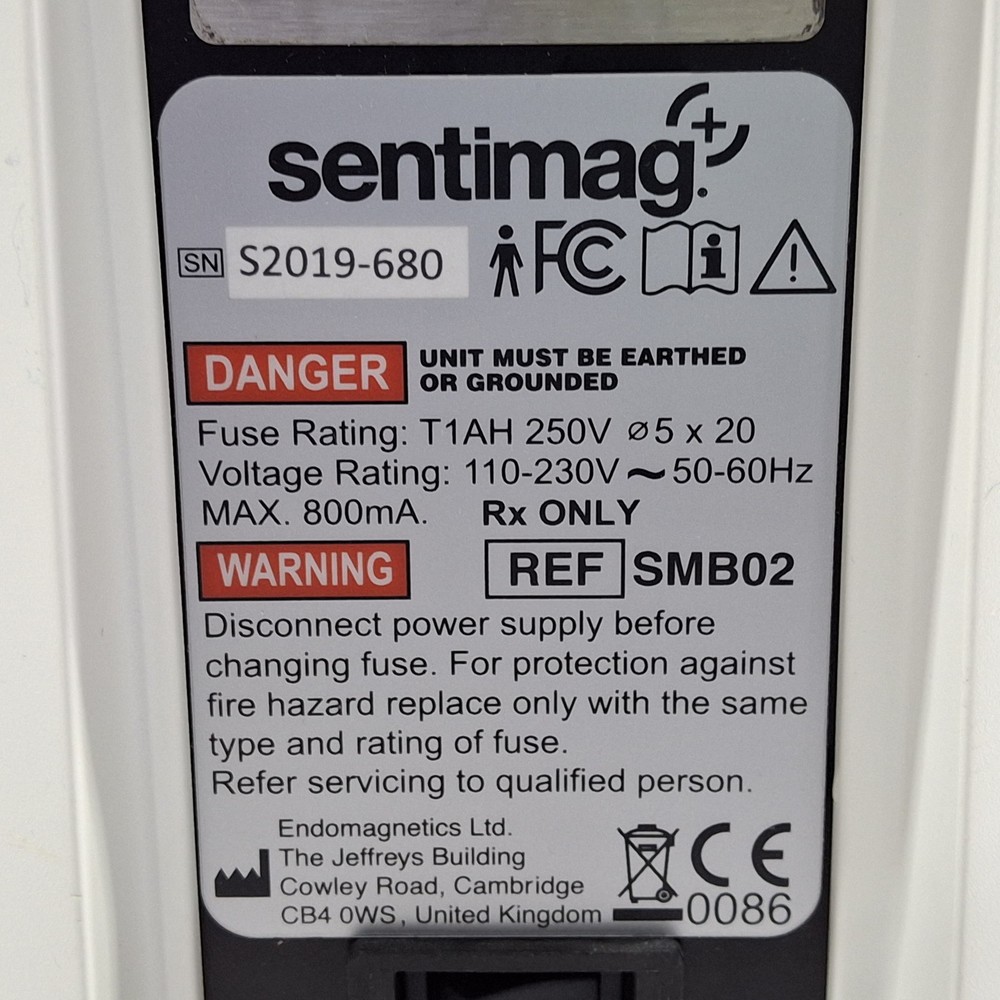 sentimag
SN S2019-680 FC i
DANGER UNIT MUST BE EARTHED
OR GROUNDED
Fuse Rating: T1AH 250V ⌀5 x 20
Voltage Rating: 110-230V ~ 50-60Hz
MAX. 800mA. Rx ONLY
WARNING REF SMB02
Disconnect power supply before
changing fuse. For protection against
fire hazard replace only with the same
type and rating of fuse.
Refer servicing to qualified person.
Endomagnetics Ltd.
The Jeffreys Building
Cowley Road, Cambridge
CB4 0WS, United Kingdom
CE
0086